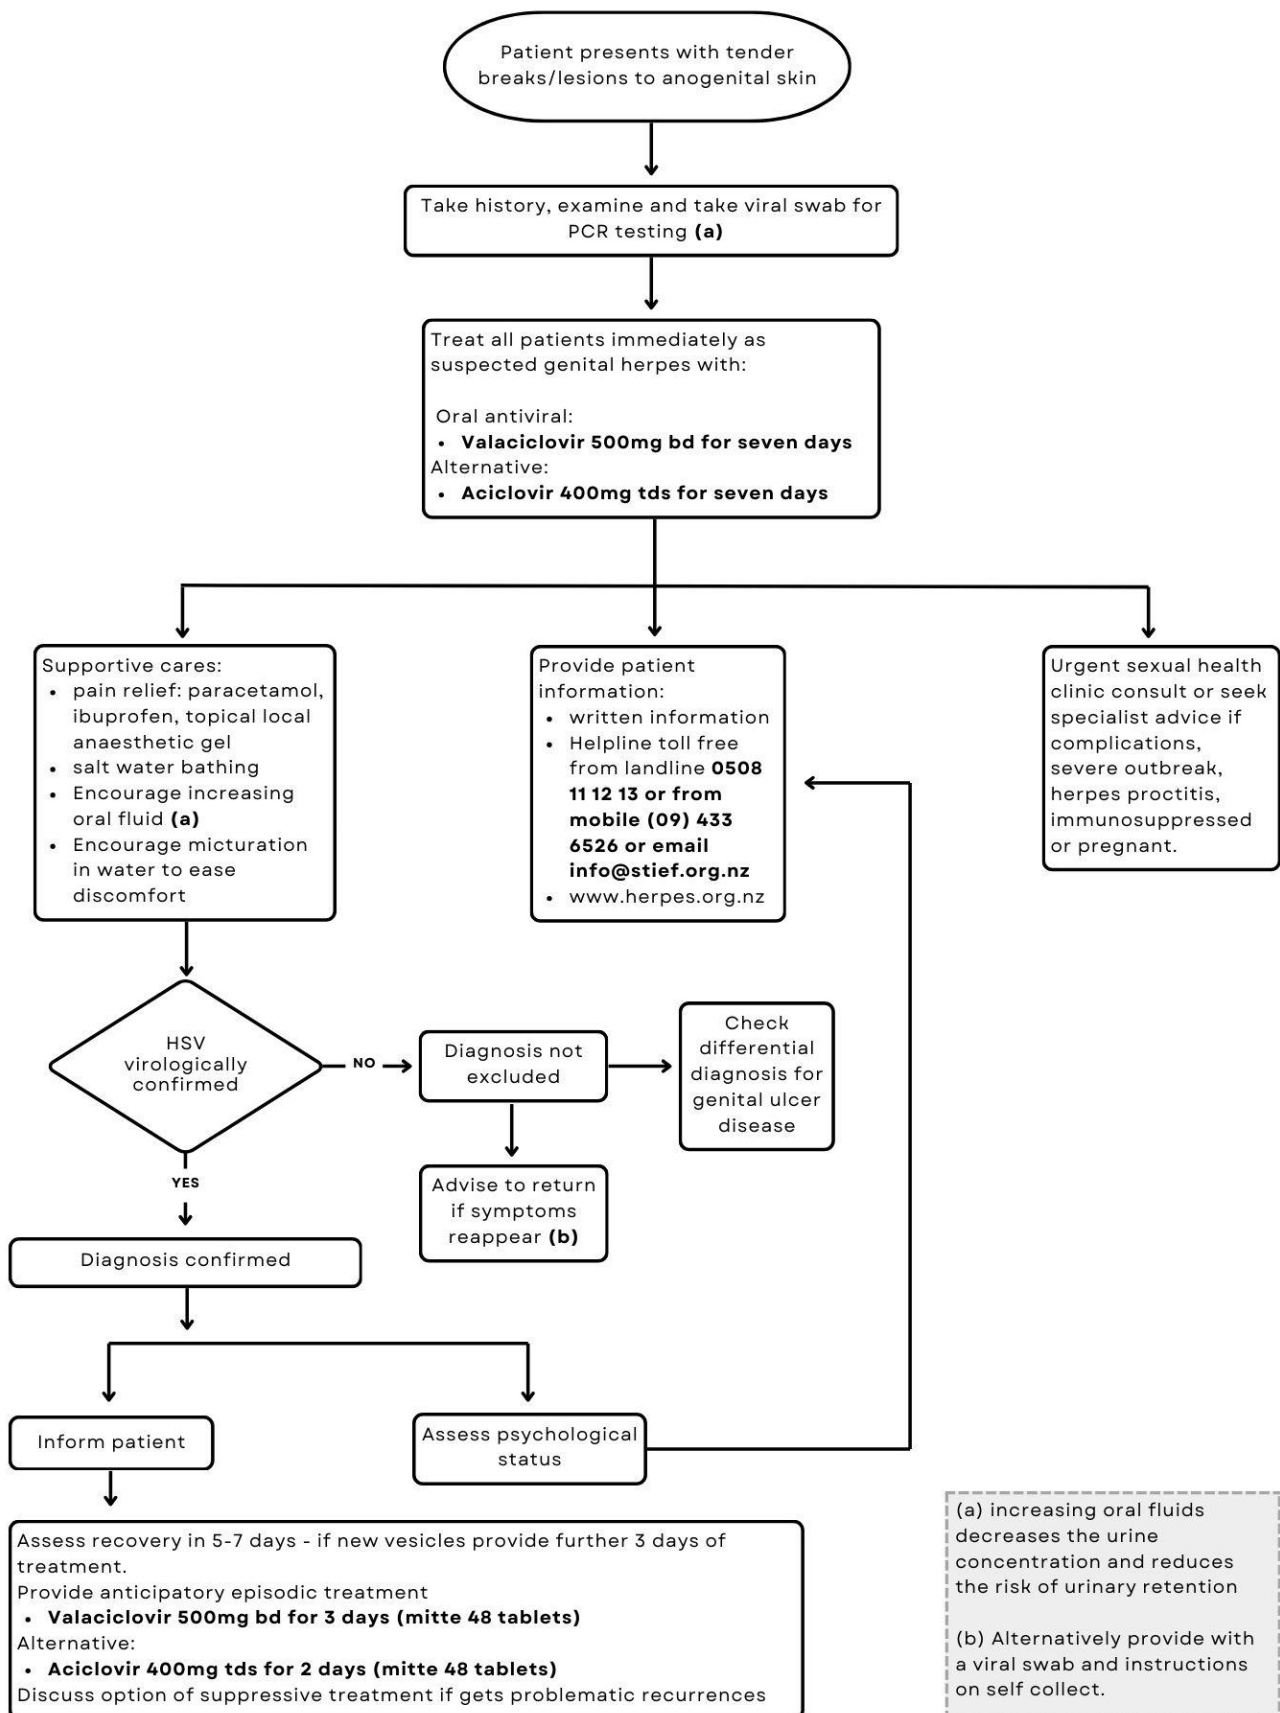 Patient presents with tender
breaks/lesions to anogenital skin
Take history, examine and take viral swab for
PCR testing (a)
Treat all patients immediately as
suspected genital herpes with:
Oral antiviral:
• Valaciclovir 500mg bd for seven days
Alternative:
• Aciclovir 400mg tds for seven days
Supportive cares:
• pain relief: paracetamol,
ibuprofen, topical local
anaesthetic gel
• salt water bathing
• Encourage increasing
oral fluid (a)
• Encourage micturation
in water to ease
discomfort
Provide patient
information:
• written information
• Helpline toll free
from landline 0508
11 12 13 or from
mobile (09) 433
6526 or email
info@stief.org.nz
• www.herpes.org.nz
Urgent sexual health
clinic consult or seek
specialist advice if
complications,
severe outbreak,
herpes proctitis,
immunosuppressed
or pregnant.
HSV
virologically
confirmed
NO
Diagnosis not
excluded
Check
differential
diagnosis for
genital ulcer
disease
Advise to return
if symptoms
reappear (b)
YES
Diagnosis confirmed
Inform patient
Assess psychological
status
Assess recovery in 5-7 days - if new vesicles provide further 3 days of
treatment.
Provide anticipatory episodic treatment
• Valaciclovir 500mg bd for 3 days (mitte 48 tablets)
Alternative:
• Aciclovir 400mg tds for 2 days (mitte 48 tablets)
Discuss option of suppressive treatment if gets problematic recurrences
(a) increasing oral fluids
decreases the urine
concentration and reduces
the risk of urinary retention
(b) Alternatively provide with
a viral swab and instructions
on self collect.